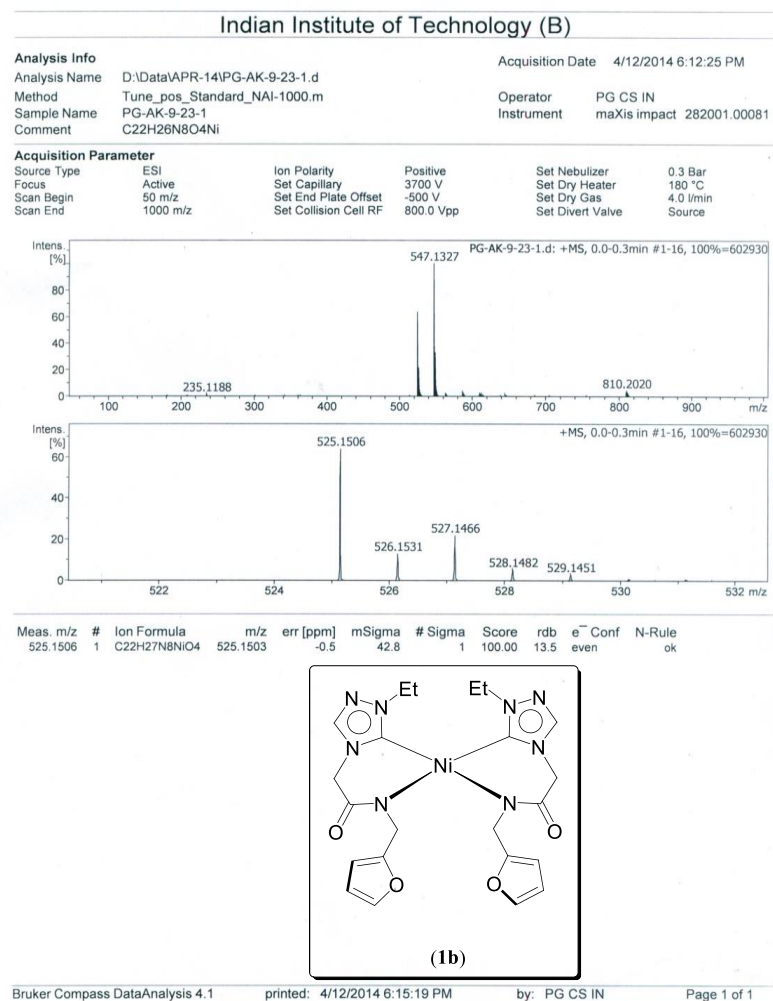 Indian Institute of Technology (B)
Analysis Info
Acquisition Date 4/12/2014 6:12:25 PM
Analysis Name D:\Data\APR-14\PG-AK-9-23-1.d
Method Tune_pos_Standard_NAI-1000.m Operator PG CS IN
Sample Name PG-AK-9-23-1 Instrument maXis impact 282001.00081
Comment C22H26N8O4Ni
Acquisition Parameter
Source Type ESI Ion Polarity Positive Set Nebulizer 0.3 Bar
Focus Active Set Capillary 3700 V Set Dry Heater 180 °C
Scan Begin 50 m/z Set End Plate Offset -500 V Set Dry Gas 4.0 l/min
Scan End 1000 m/z Set Collision Cell RF 800.0 Vpp Set Divert Valve Source
Intens. [%]
PG-AK-9-23-1.d: +MS, 0.0-0.3min #1-16, 100%=602930
547.1327
80
60
40
20
235.1188 810.2020
0
100 200 300 400 500 600 700 800 900 m/z
Intens. [%]
+MS, 0.0-0.3min #1-16, 100%=602930
525.1506
60
40
527.1466
20
526.1531
528.1482
529.1451
0
522 524 526 528 530 532 m/z
Meas. m/z # Ion Formula m/z err [ppm] mSigma # Sigma Score rdb e¯ Conf N-Rule
525.1506 1 C22H27N8NiO4 525.1503 -0.5 42.8 1 100.00 13.5 even ok
N N Et Et N N
N N
Ni
N N
O O
O O
(1b)
Bruker Compass DataAnalysis 4.1 printed: 4/12/2014 6:15:19 PM by: PG CS IN Page 1 of 1